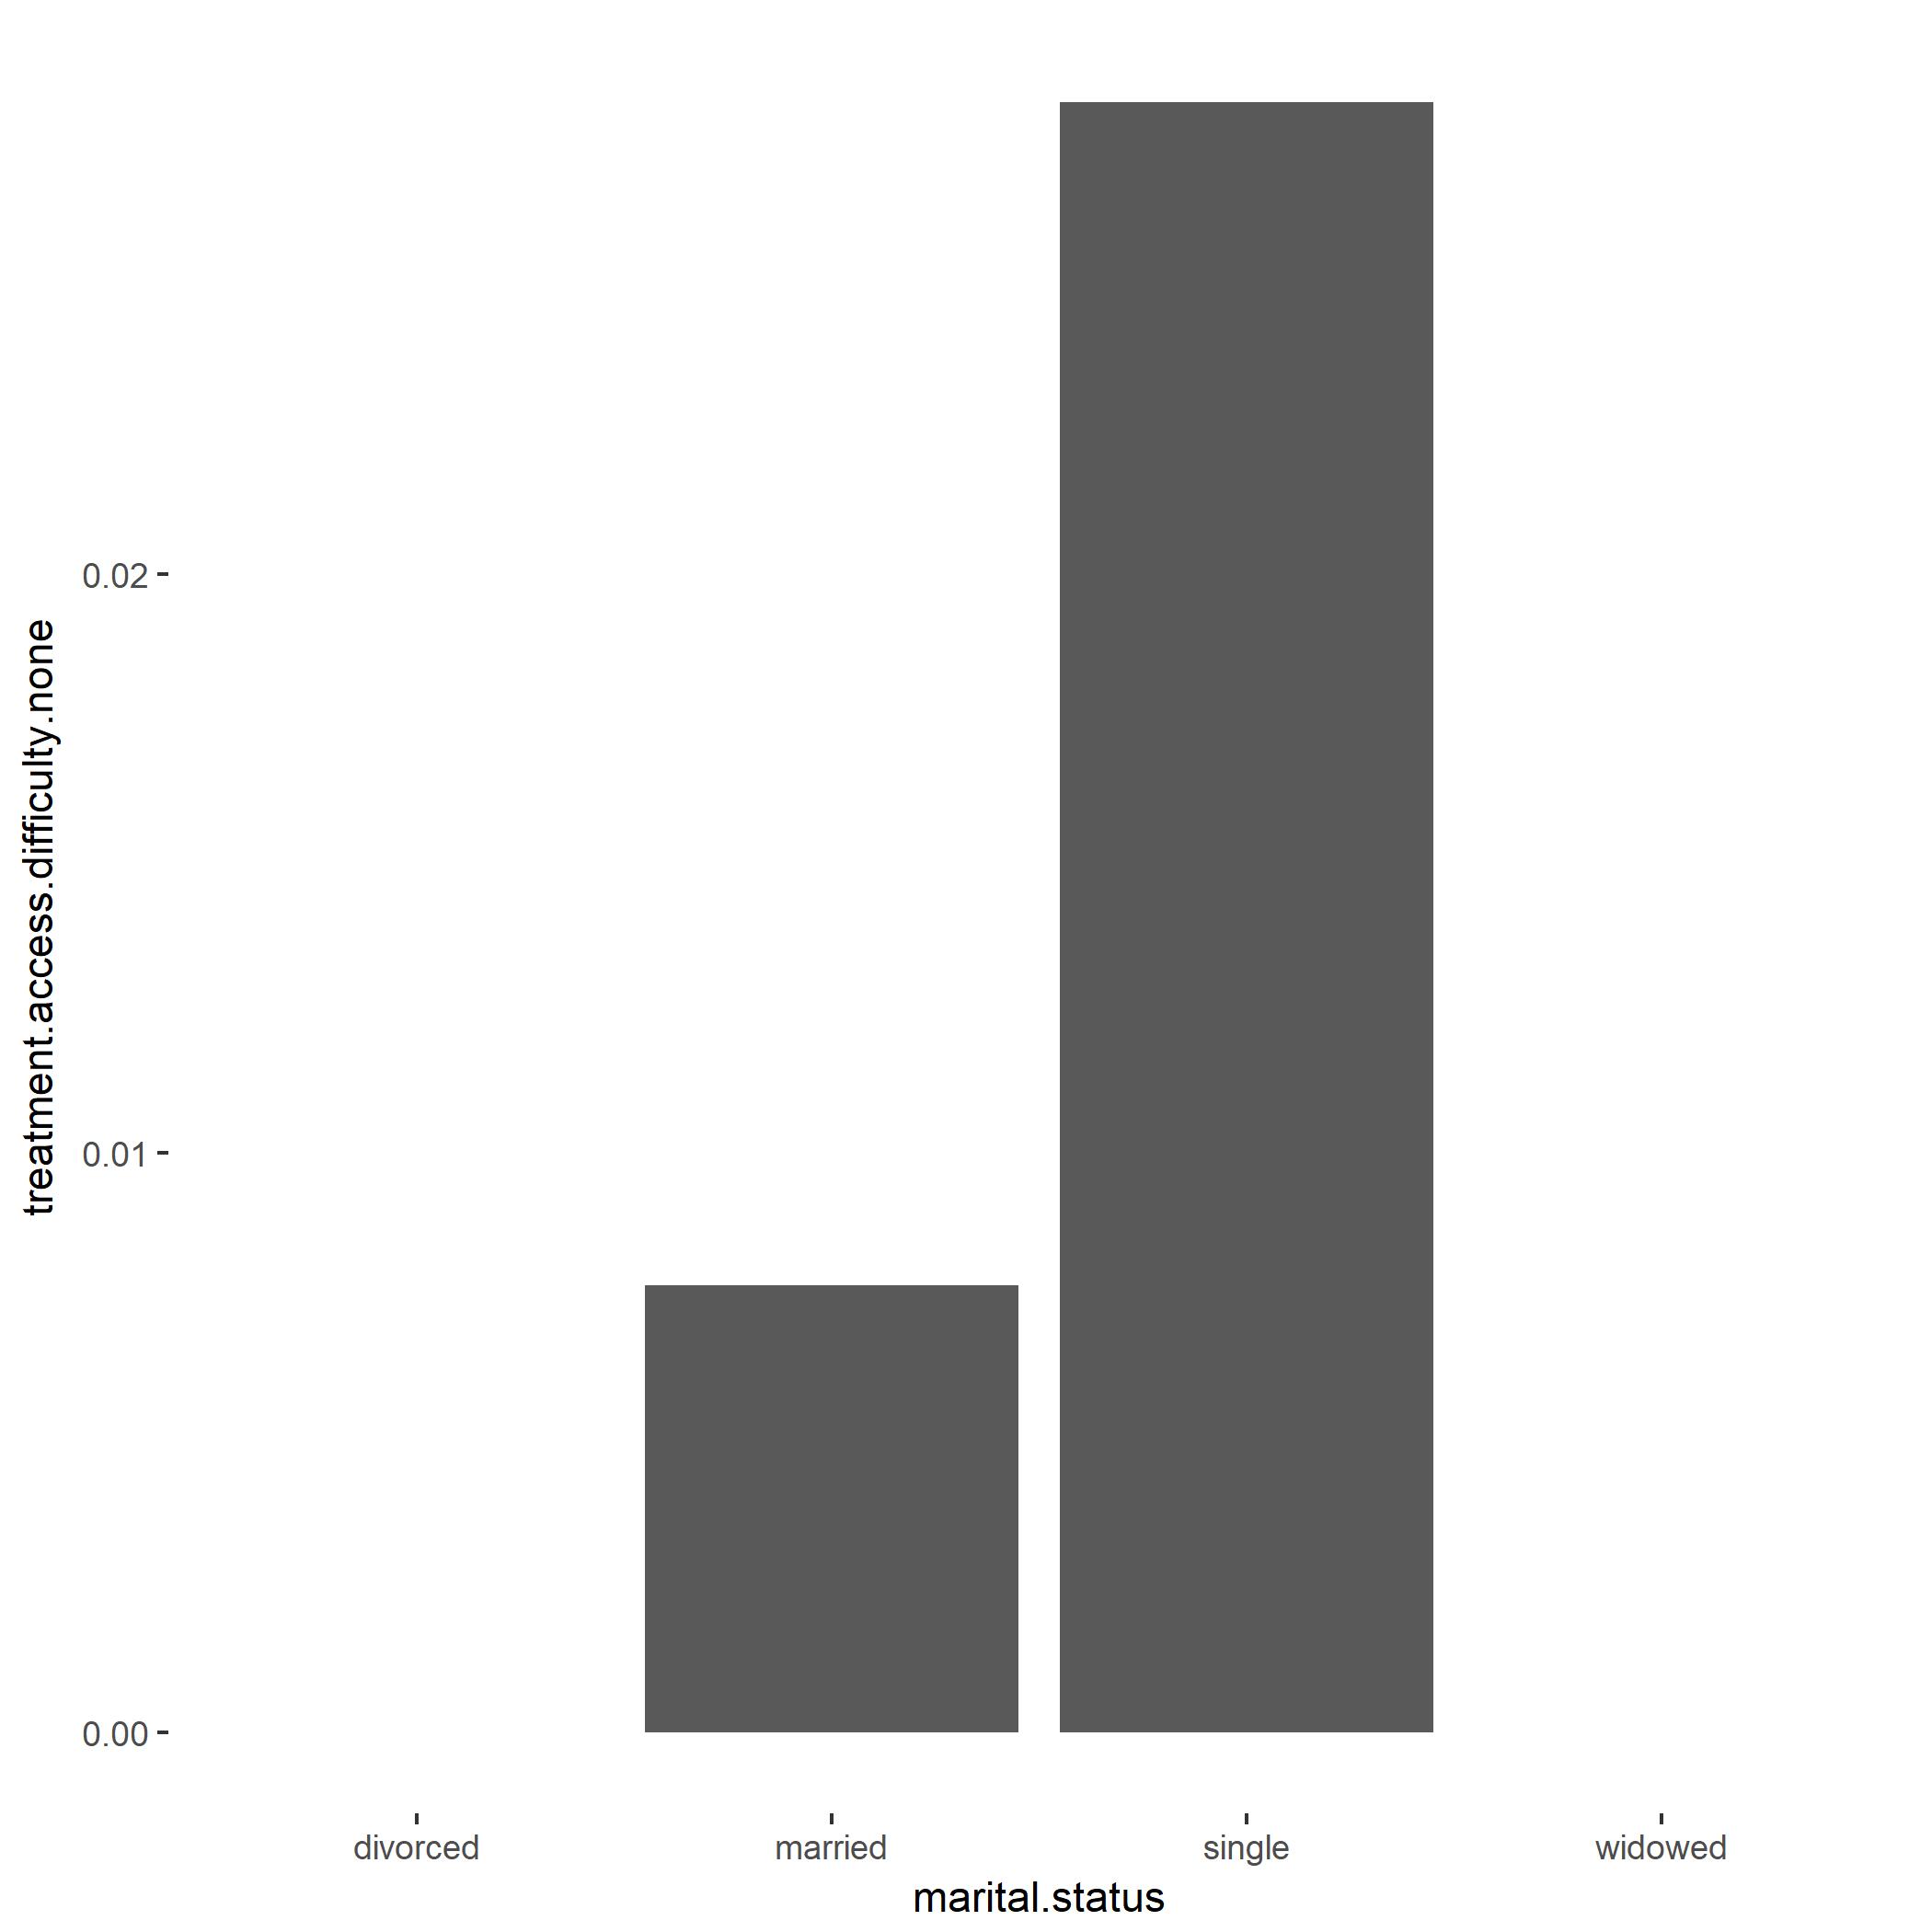 treatment.access.difficulty.none
0.02
0.01
0.00
divorced married single widowed
marital.status